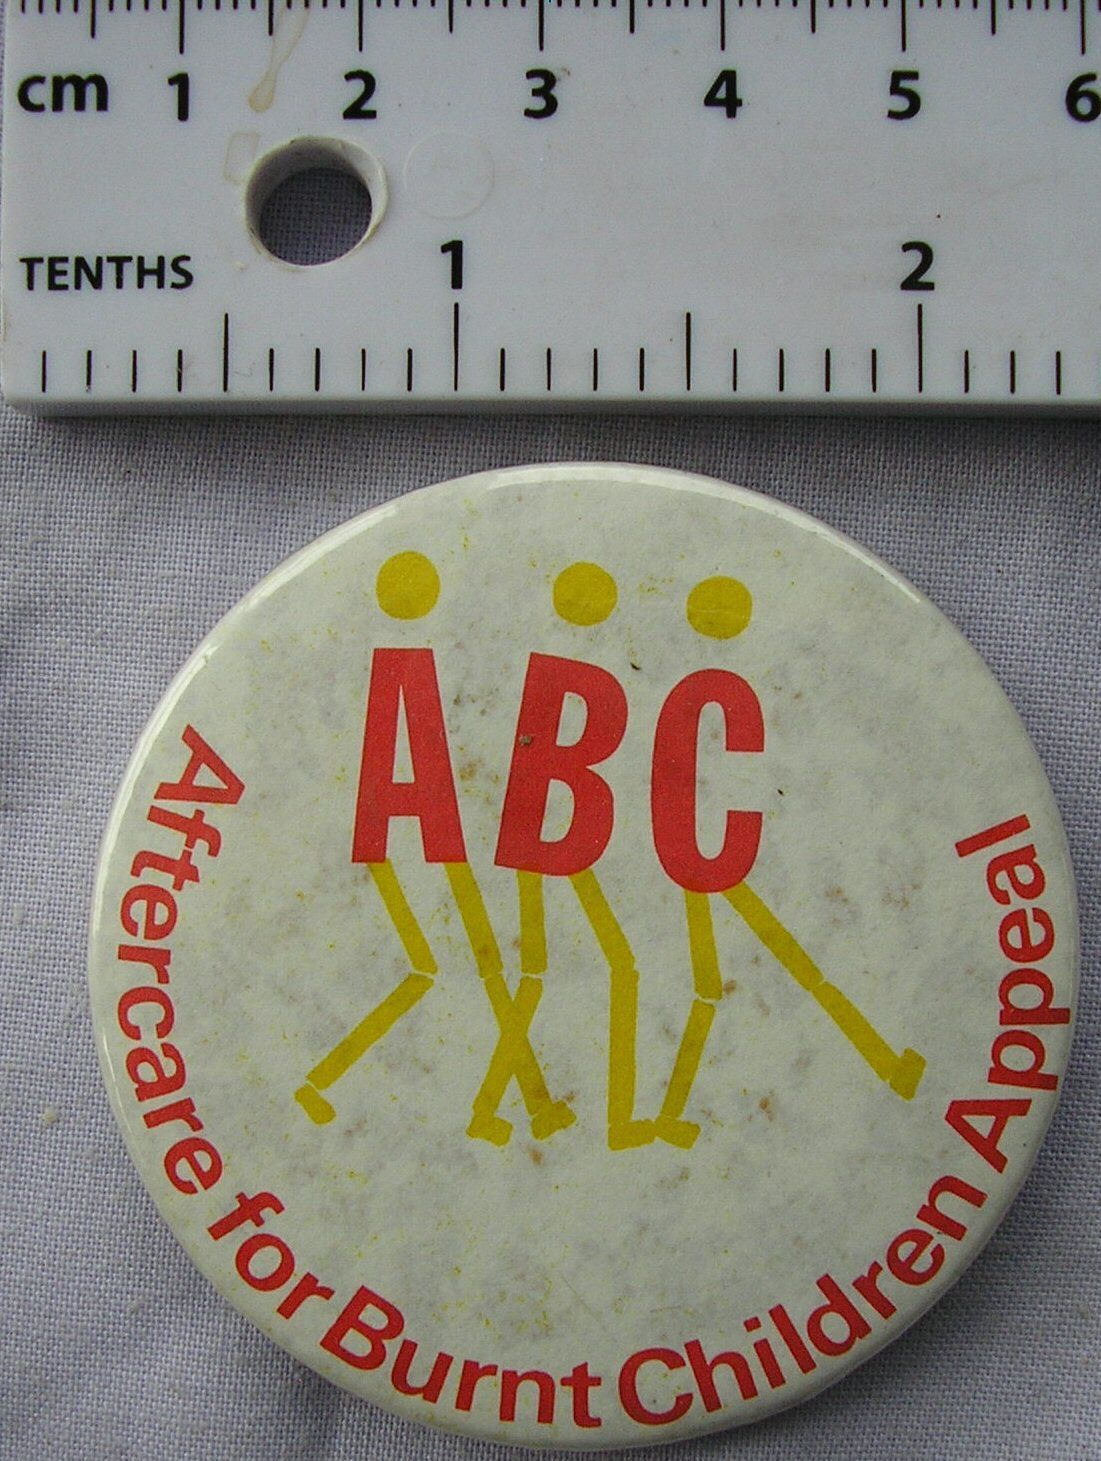 cm 1 2 3 4 5 6
TENTHS 1 2
ABC
Aftercare for Burnt Children Appeal